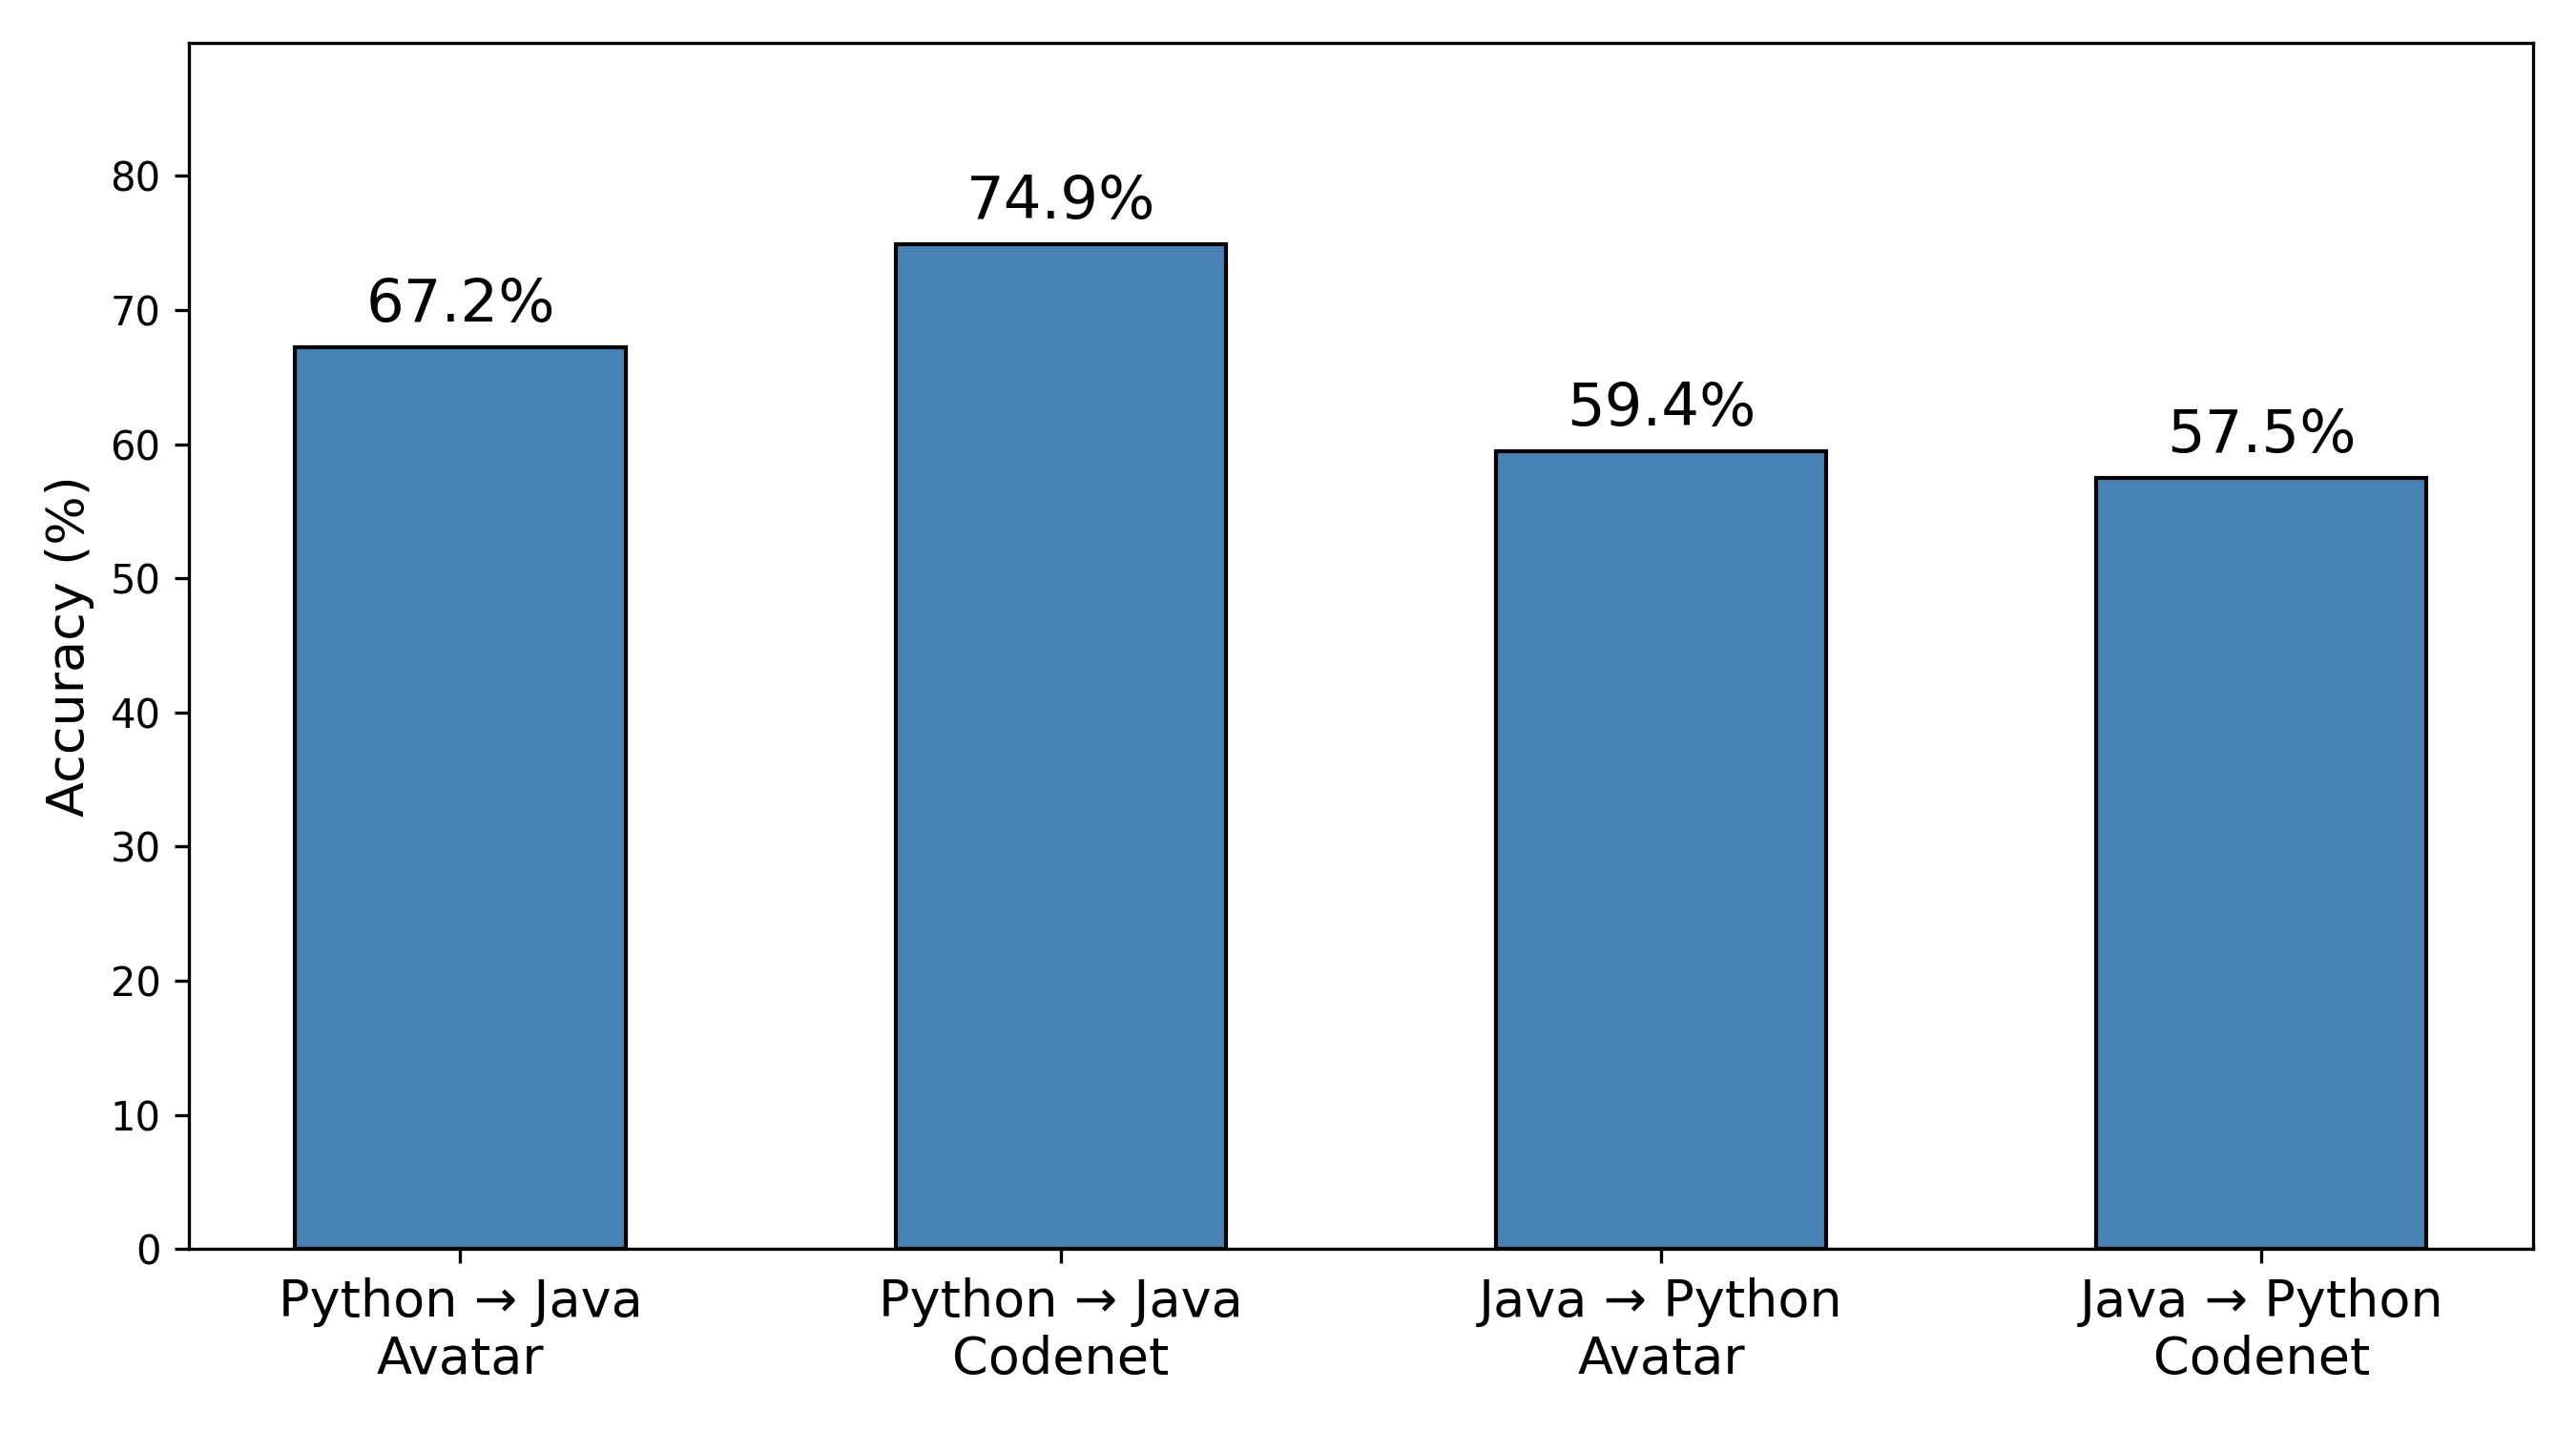 Accuracy (%)
80
70
60
50
40
30
20
10
0
67.2%
74.9%
59.4%
57.5%
Python → Java
Avatar
Python → Java
Codenet
Java → Python
Avatar
Java → Python
Codenet